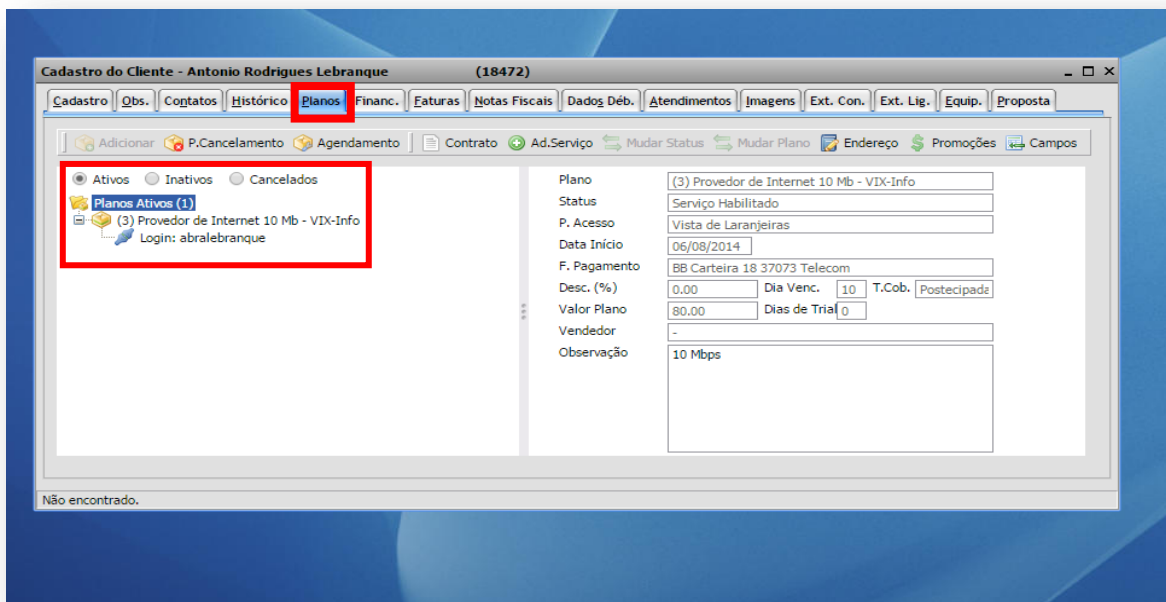 Cadastro do Cliente - Antonio Rodrigues Lebranque (18472)
Cadastro Obs. Contatos Histórico Planos Financ. Faturas Notas Fiscais Dados Déb. Atendimentos Imagens Ext. Con. Ext. Lig. Equip. Proposta
Adicionar P.Cancelamento Agendamento Contrato Ad.Serviço Mudar Status Mudar Plano Endereço Promoções Campos
Ativos Inativos Cancelados
Planos Ativos (1)
(3) Provedor de Internet 10 Mb - VIX-Info
Login: abralebranque
Plano (3) Provedor de Internet 10 Mb - VIX-Info
Status Serviço Habilitado
P. Acesso Vista de Laranjeiras
Data Início 06/08/2014
F. Pagamento BB Carteira 18 37073 Telecom
Desc. (%) 0.00 Dia Venc. 10 T.Cob. Postecipada
Valor Plano 80.00 Dias de Trial 0
Vendedor -
Observação 10 Mbps
Não encontrado.